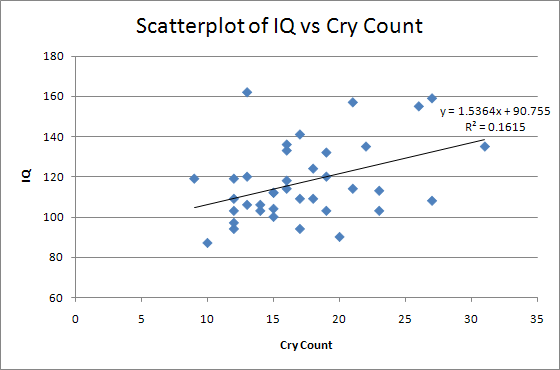 Scatterplot of IQ vs Cry Count
180
160
140
120
100
80
60
IQ
y = 1.5364x + 90.755
R² = 0.1615
0 5 10 15 20 25 30 35
Cry Count